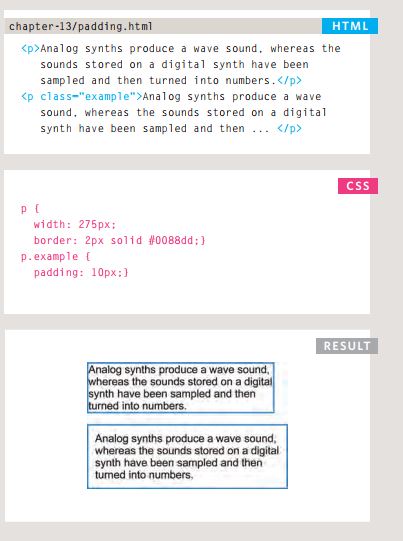 chapter-13/padding.html
HTML
<p>Analog synths produce a wave sound, whereas the
sounds stored on a digital synth have been
sampled and then turned into numbers.</p>
<p class="example">Analog synths produce a wave
sound, whereas the sounds stored on a digital
synth have been sampled and then ... </p>
CSS
p {
width: 275px;
border: 2px solid #0088dd;}
p.example {
padding: 10px;}
RESULT
Analog synths produce a wave sound,
whereas the sounds stored on a digital
synth have been sampled and then
turned into numbers.
Analog synths produce a wave sound,
whereas the sounds stored on a digital
synth have been sampled and then
turned into numbers.